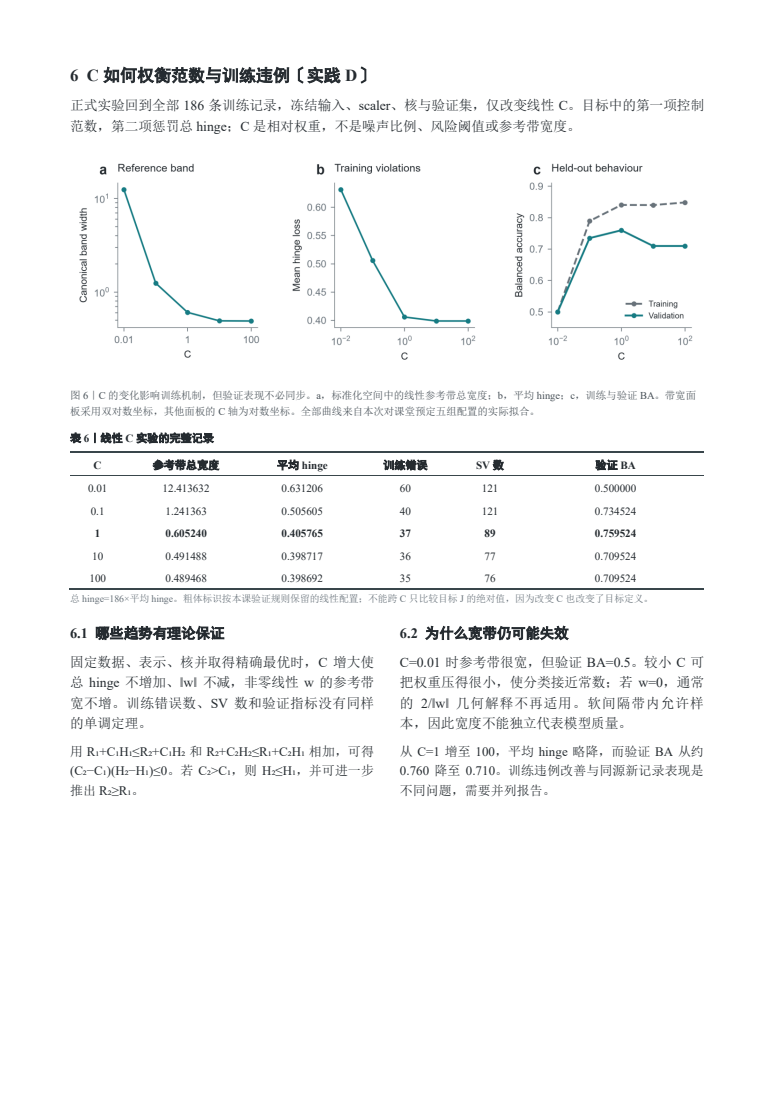 6 C 如何权衡范数与训练违例〔实践 D〕
正式实验回到全部 186 条训练记录，冻结输入、scaler、核与验证集，仅改变线性 C。目标中的第一项控制
范数，第二项惩罚总 hinge；C 是相对权重，不是噪声比例、风险阈值或参考带宽度。
a Reference band
Canonical band width
10¹
10⁰
0.01 1 100
C
b Training violations
Mean hinge loss
0.60
0.55
0.50
0.45
0.40
10⁻² 10⁰ 10²
C
c Held-out behaviour
Balanced accuracy
0.9
0.8
0.7
0.6
0.5
Training
Validation
10⁻² 10⁰ 10²
C
图 6｜C 的变化影响训练机制，但验证表现不必同步。a，标准化空间中的线性参考带总宽度；b，平均 hinge；c，训练与验证 BA。带宽面
板采用双对数坐标，其他面板的 C 轴为对数坐标。全部曲线来自本次对课堂预定五组配置的实际拟合。
表 6｜线性 C 实验的完整记录
C 参考带总宽度 平均 hinge 训练错误 SV 数 验证 BA
0.01 12.413632 0.631206 60 121 0.500000
0.1 1.241363 0.505605 40 121 0.734524
1 0.605240 0.405765 37 89 0.759524
10 0.491488 0.398717 36 77 0.709524
100 0.489468 0.398692 35 76 0.709524
总 hinge=186×平均 hinge。粗体标识按本课验证规则保留的线性配置；不能跨 C 只比较目标 J 的绝对值，因为改变 C 也改变了目标定义。
6.1 哪些趋势有理论保证
固定数据、表示、核并取得精确最优时，C 增大使
总 hinge 不增加、‖w‖ 不减，非零线性 w 的参考带
宽不增。训练错误数、SV 数和验证指标没有同样
的单调定理。
用 R₁+C₁H₁≤R₂+C₁H₂ 和 R₂+C₂H₂≤R₁+C₂H₁ 相加，可得
(C₂−C₁)(H₂−H₁)≤0。若 C₂>C₁，则 H₂≤H₁，并可进一步
推出 R₂≥R₁。
6.2 为什么宽带仍可能失效
C=0.01 时参考带很宽，但验证 BA=0.5。较小 C 可
把权重压得很小，使分类接近常数；若 w=0，通常
的 2/‖w‖ 几何解释不再适用。软间隔带内允许样
本，因此宽度不能独立代表模型质量。
从 C=1 增至 100，平均 hinge 略降，而验证 BA 从约
0.760 降至 0.710。训练违例改善与同源新记录表现是
不同问题，需要并列报告。